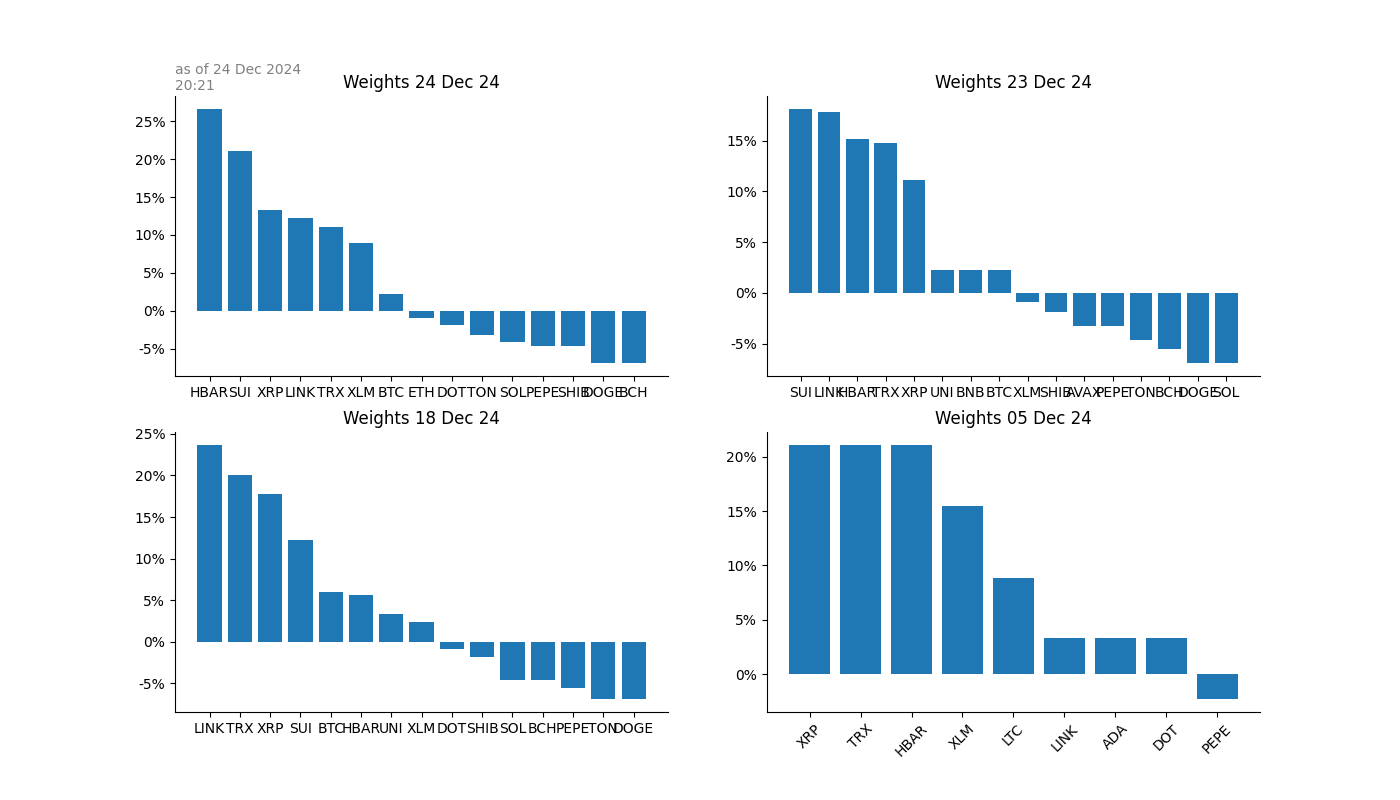 as of 24 Dec 2024
20:21
Weights 24 Dec 24
25%
20%
15%
10%
5%
0%
-5%
HBAR SUI XRP LINK TRX XLM BTC ETH DOT TON SOL PEPE SHIB DOGE BCH
Weights 23 Dec 24
15%
10%
5%
0%
-5%
SUI LINK HBAR TRX XRP UNI BNB BTC XLM SHIB AVAX PEPE TON BCH DOGE SOL
Weights 18 Dec 24
25%
20%
15%
10%
5%
0%
-5%
LINK TRX XRP SUI BTC HBAR UNI XLM DOT SHIB SOL BCH PEPE TON DOGE
Weights 05 Dec 24
20%
15%
10%
5%
0%
XRP TRX HBAR XLM LTC LINK ADA DOT PEPE